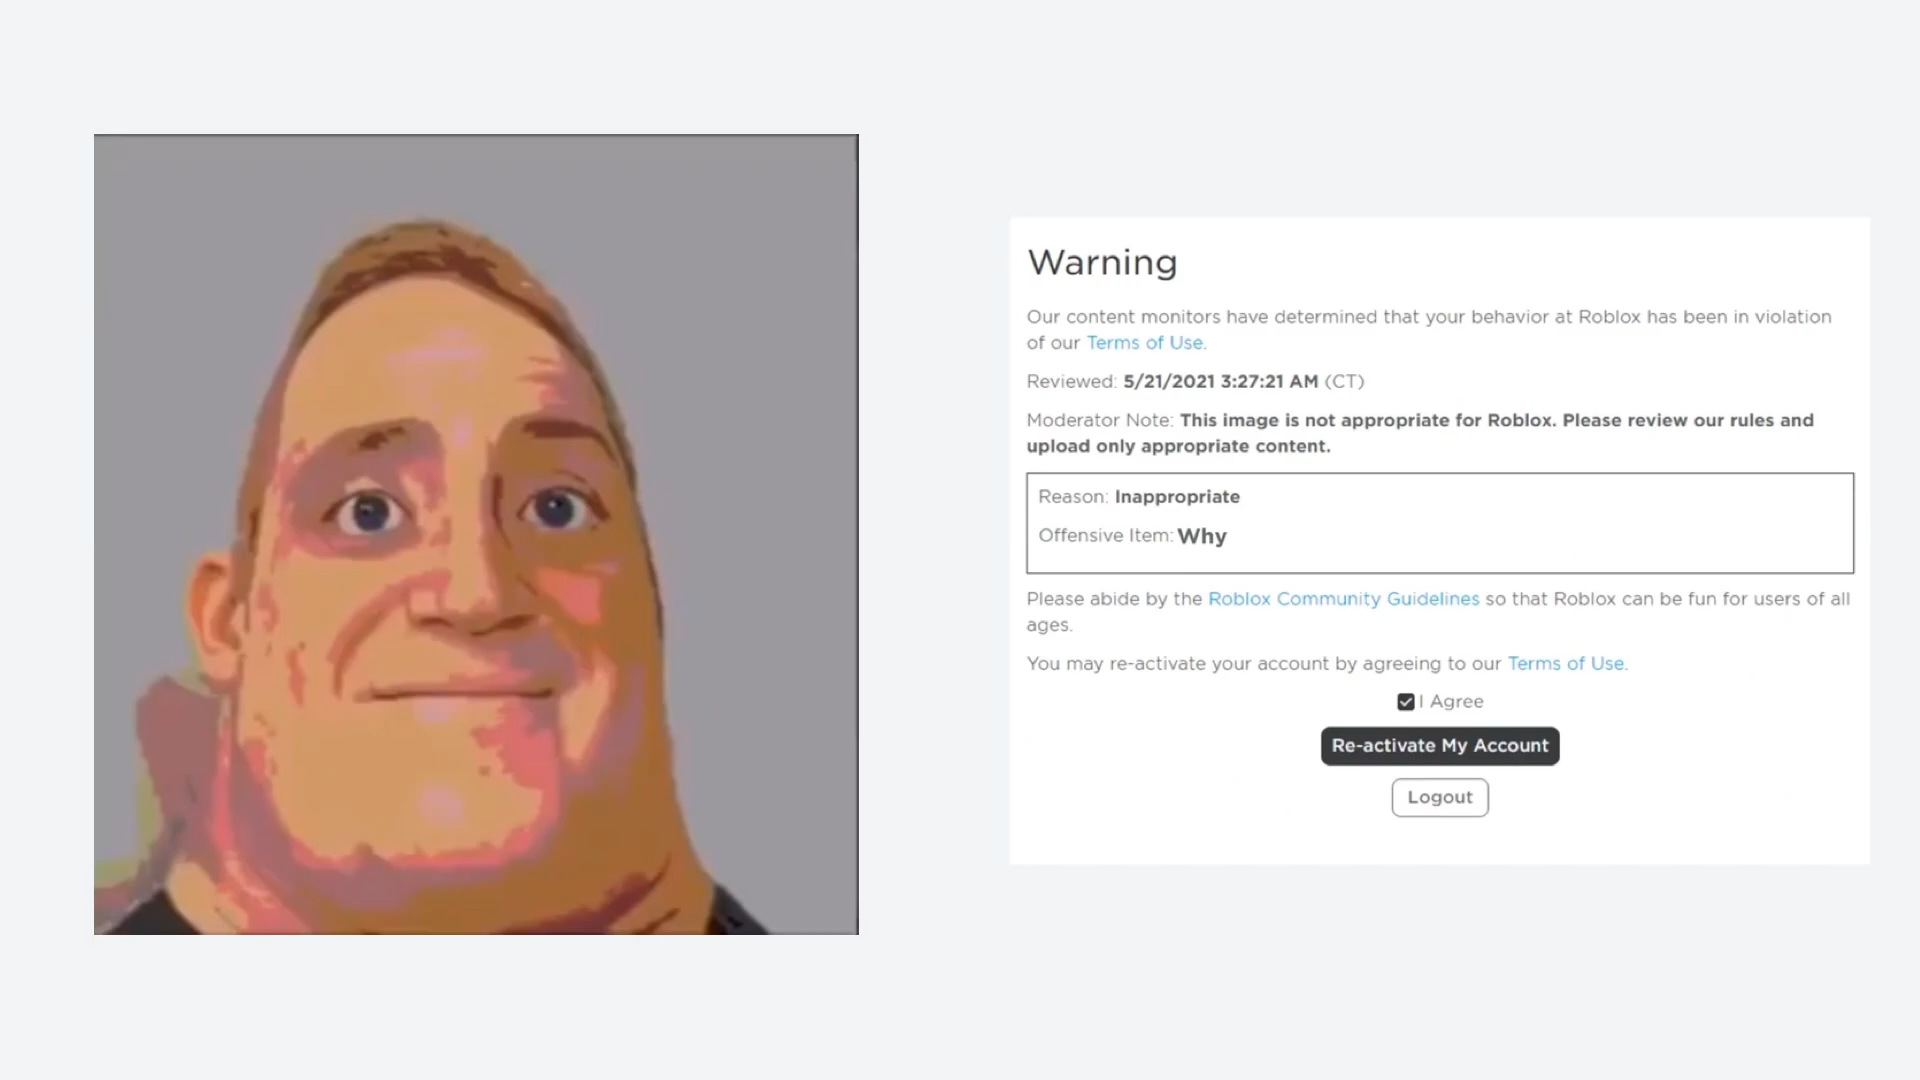 Warning
Our content monitors have determined that your behavior at Roblox has been in violation
of our Terms of Use.
Reviewed: 5/21/2021 3:27:21 AM (CT)
Moderator Note: This image is not appropriate for Roblox. Please review our rules and
upload only appropriate content.
Reason: Inappropriate
Offensive Item: Why
Please abide by the Roblox Community Guidelines so that Roblox can be fun for users of all
ages.
You may re-activate your account by agreeing to our Terms of Use.
I Agree
Re-activate My Account
Logout